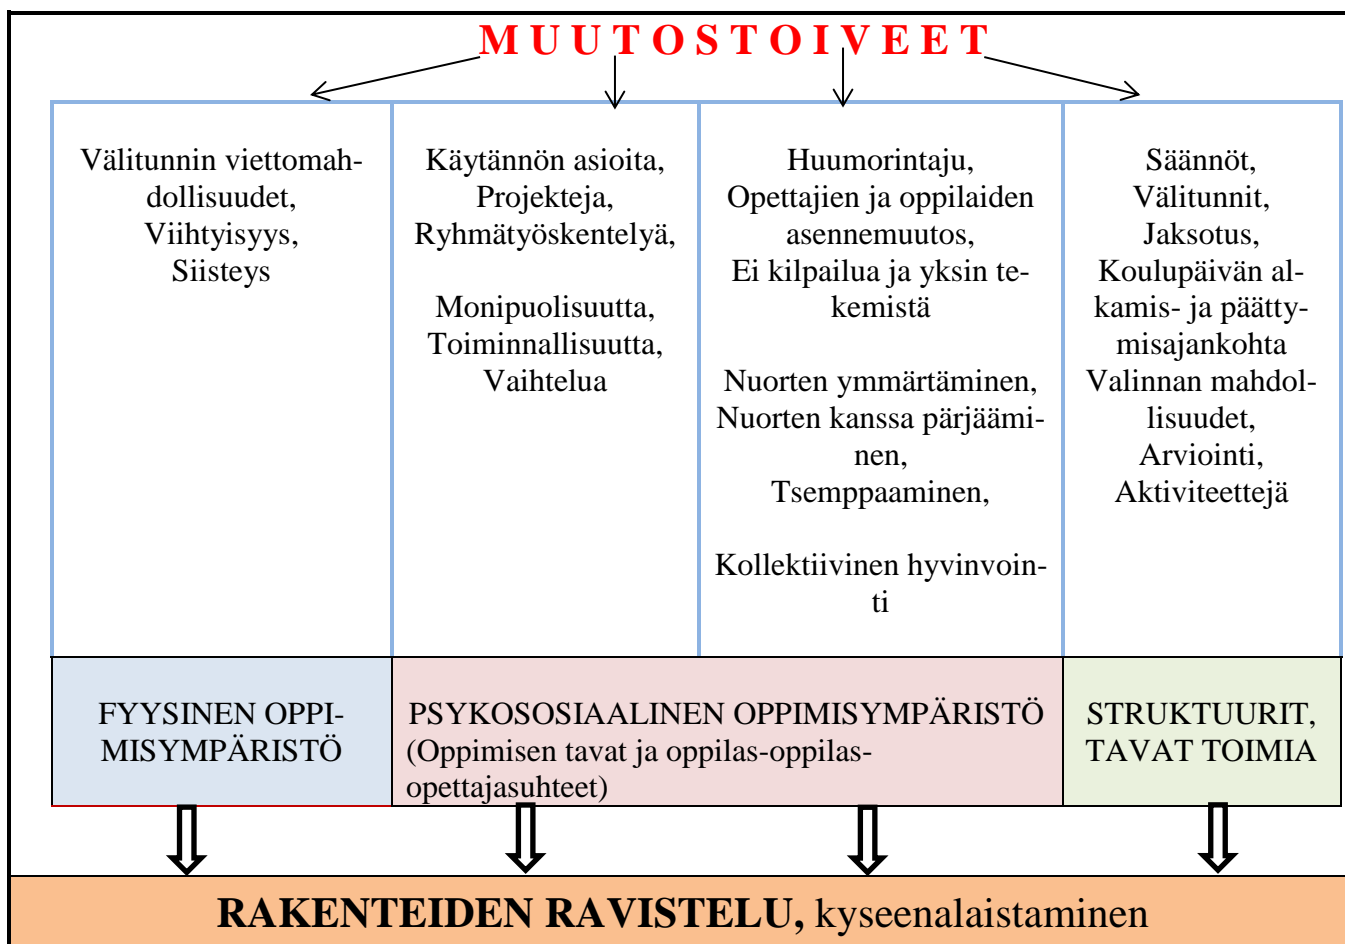 M U U T O S T O I V E E T
Välitunnin viettomah-
dollisuudet,
Viihtyisyys,
Siisteys
Käytännön asioita,
Projekteja,
Ryhmätyöskentelyä,
Monipuolisuutta,
Toiminnallisuutta,
Vaihtelua
Huumorintaju,
Opettajien ja oppilaiden
asennemuutos,
Ei kilpailua ja yksin te-
kemistä
Nuorten ymmärtäminen,
Nuorten kanssa pärjäämi-
nen,
Tsemppaaminen,
Kollektiivinen hyvinvoin-
ti
Säännöt,
Välitunnit,
Jaksotus,
Koulupäivän al-
kamis- ja päätty-
misajankohta
Valinnan mahdol-
lisuudet,
Arviointi,
Aktiviteettejä
FYYSINEN OPPI-
MISYMPÄRISTÖ
PSYKOSOSIAALINEN OPPIMISYMPÄRISTÖ
(Oppimisen tavat ja oppilas-oppilas-
opettajasuhteet)
STRUKTUURIT,
TAVAT TOIMIA
RAKENTEIDEN RAVISTELU, kyseenalaistaminen